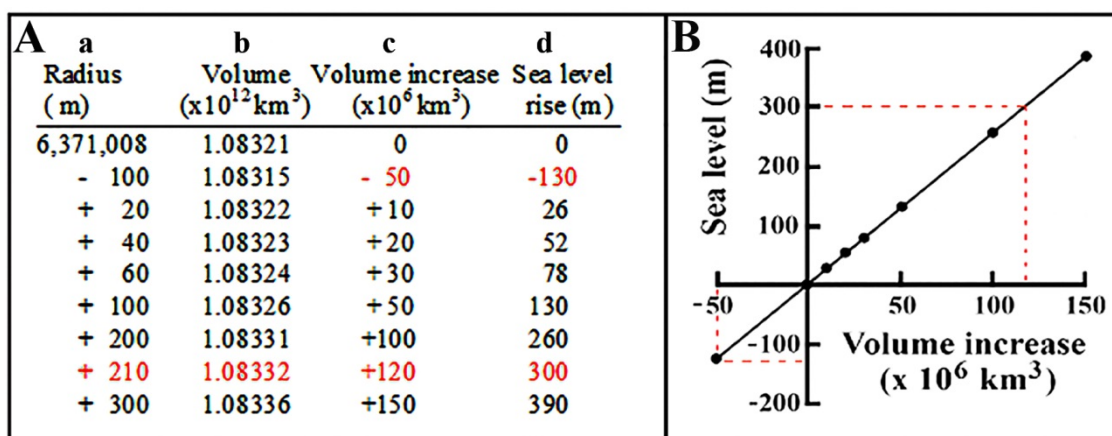 A a b c d
Radius Volume Volume increase Sea level
( m) (x10¹² km³) (x10⁶ km³) rise (m)
6,371,008 1.08321 0 0
- 100 1.08315 - 50 -130
+ 20 1.08322 +10 26
+ 40 1.08323 +20 52
+ 60 1.08324 +30 78
+ 100 1.08326 +50 130
+ 200 1.08331 +100 260
+ 210 1.08332 +120 300
+ 300 1.08336 +150 390
B
Sea level (m)
400
300
200
100
-50 50 100 150
-100
-200
Volume increase
(x 10⁶ km³)